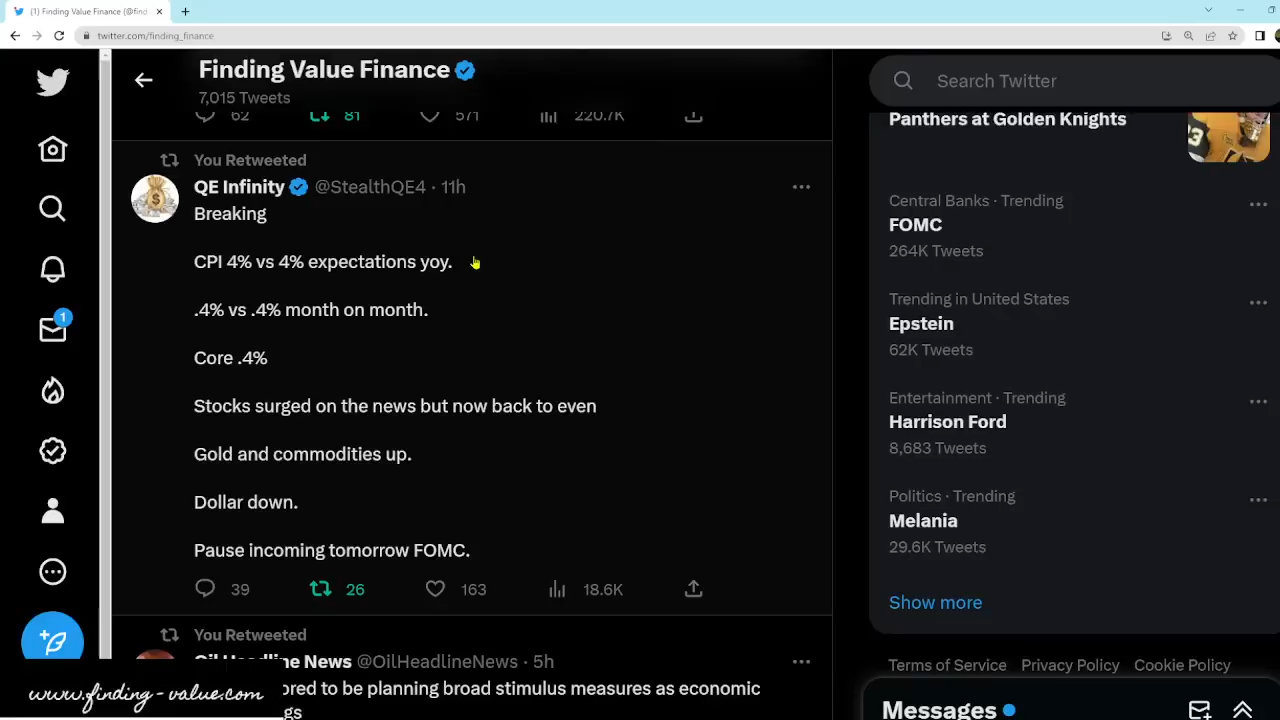 (1) Finding Value Finance (@find
twitter.com/finding_finance
Finding Value Finance
7,015 Tweets
62 81 571 220.7K
You Retweeted
QE Infinity @StealthQE4 · 11h
Breaking
CPI 4% vs 4% expectations yoy.
.4% vs .4% month on month.
Core .4%
Stocks surged on the news but now back to even
Gold and commodities up.
Dollar down.
Pause incoming tomorrow FOMC.
39 26 163 18.6K
You Retweeted
Oil Headline News @OilHeadlineNews · 5h
ored to be planning broad stimulus measures as economic
gs
1
www.finding-value.com
Search Twitter
Panthers at Golden Knights
Central Banks · Trending
FOMC
264K Tweets
Trending in United States
Epstein
62K Tweets
Entertainment · Trending
Harrison Ford
8,683 Tweets
Politics · Trending
Melania
29.6K Tweets
Show more
Terms of Service Privacy Policy Cookie Policy
Messages